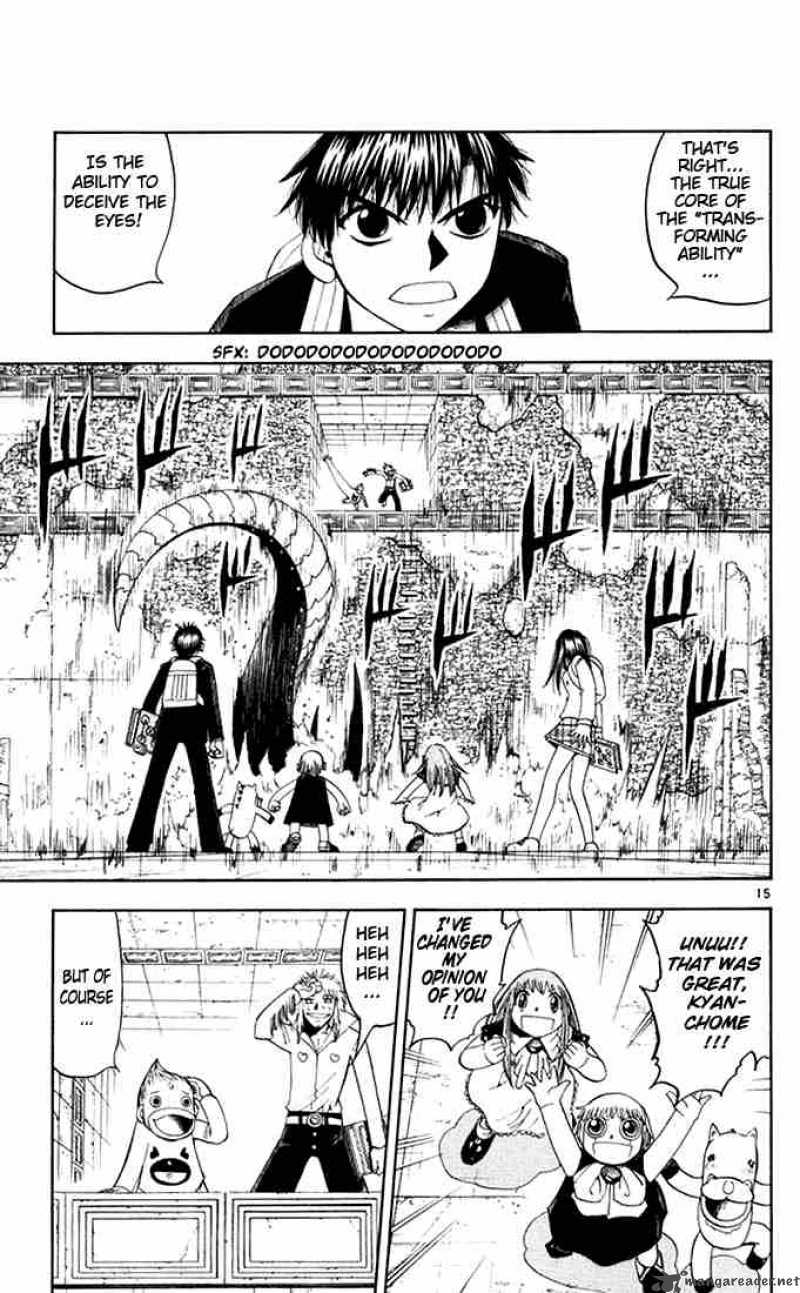 THAT'S
RIGHT...
THE TRUE
CORE OF
THE "TRANS-
FORMING
ABILITY"
...
IS THE
ABILITY TO
DECEIVE THE
EYES!
SFX: DODODODODODODODODODO
15
UNUU!!
THAT WAS
GREAT,
KYAN-
CHOME
!!!
I'VE
CHANGED
MY
OPINION
OF YOU
!!
HEH
HEH
HEH
...
BUT OF
COURSE
...
mangareader.net